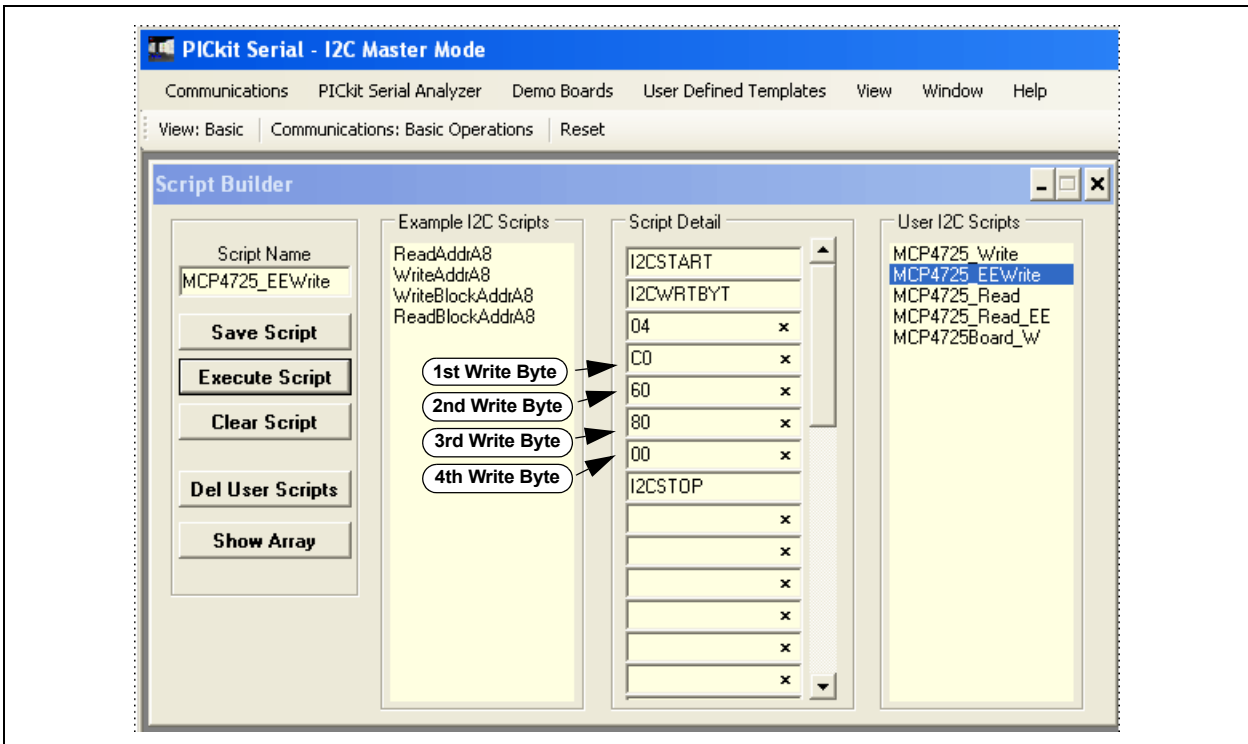 PICkit Serial - I2C Master Mode
Communications PICkit Serial Analyzer Demo Boards User Defined Templates View Window Help
View: Basic Communications: Basic Operations Reset
Script Builder
Script Name
MCP4725_EEWrite
Save Script
Execute Script
Clear Script
Del User Scripts
Show Array
Example I2C Scripts
ReadAddrA8
WriteAddrA8
WriteBlockAddrA8
ReadBlockAddrA8
1st Write Byte
2nd Write Byte
3rd Write Byte
4th Write Byte
Script Detail
I2CSTART
I2CWRTBYT
04 x
C0 x
60 x
80 x
00 x
I2CSTOP
x
x
x
x
x
x
User I2C Scripts
MCP4725_Write
MCP4725_EEWrite
MCP4725_Read
MCP4725_Read_EE
MCP4725Board_W